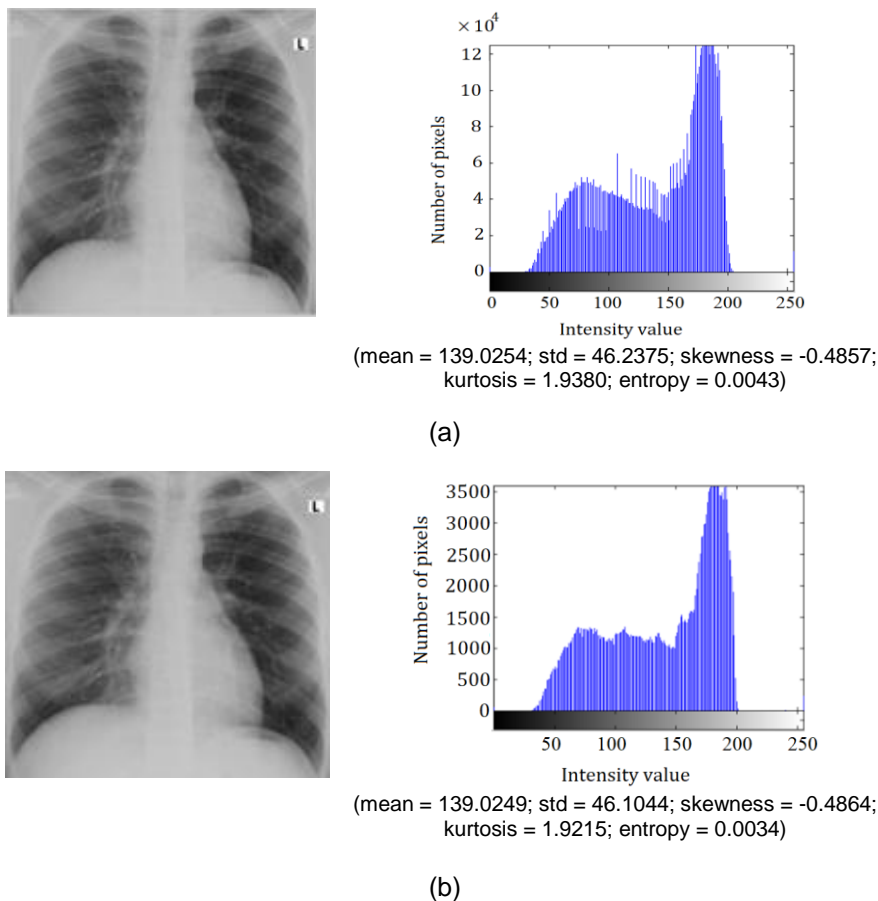 L
× 10⁴
12
10
8
6
4
2
0
Number of pixels
0 50 100 150 200 250
Intensity value
(mean = 139.0254; std = 46.2375; skewness = -0.4857;
kurtosis = 1.9380; entropy = 0.0043)
(a)
L
3500
3000
2500
2000
1500
1000
500
0
Number of pixels
50 100 150 200 250
Intensity value
(mean = 139.0249; std = 46.1044; skewness = -0.4864;
kurtosis = 1.9215; entropy = 0.0034)
(b)